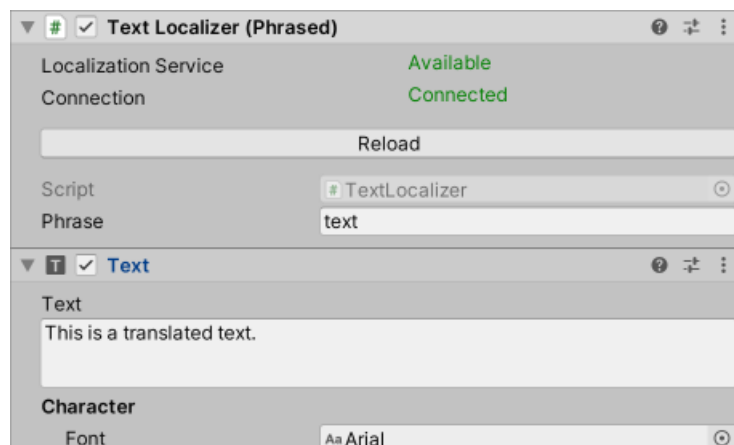 Text Localizer (Phrased)
Localization Service Available
Connection Connected
Reload
Script # TextLocalizer
Phrase text
T Text
Text
This is a translated text.
Character
Font Aa Arial